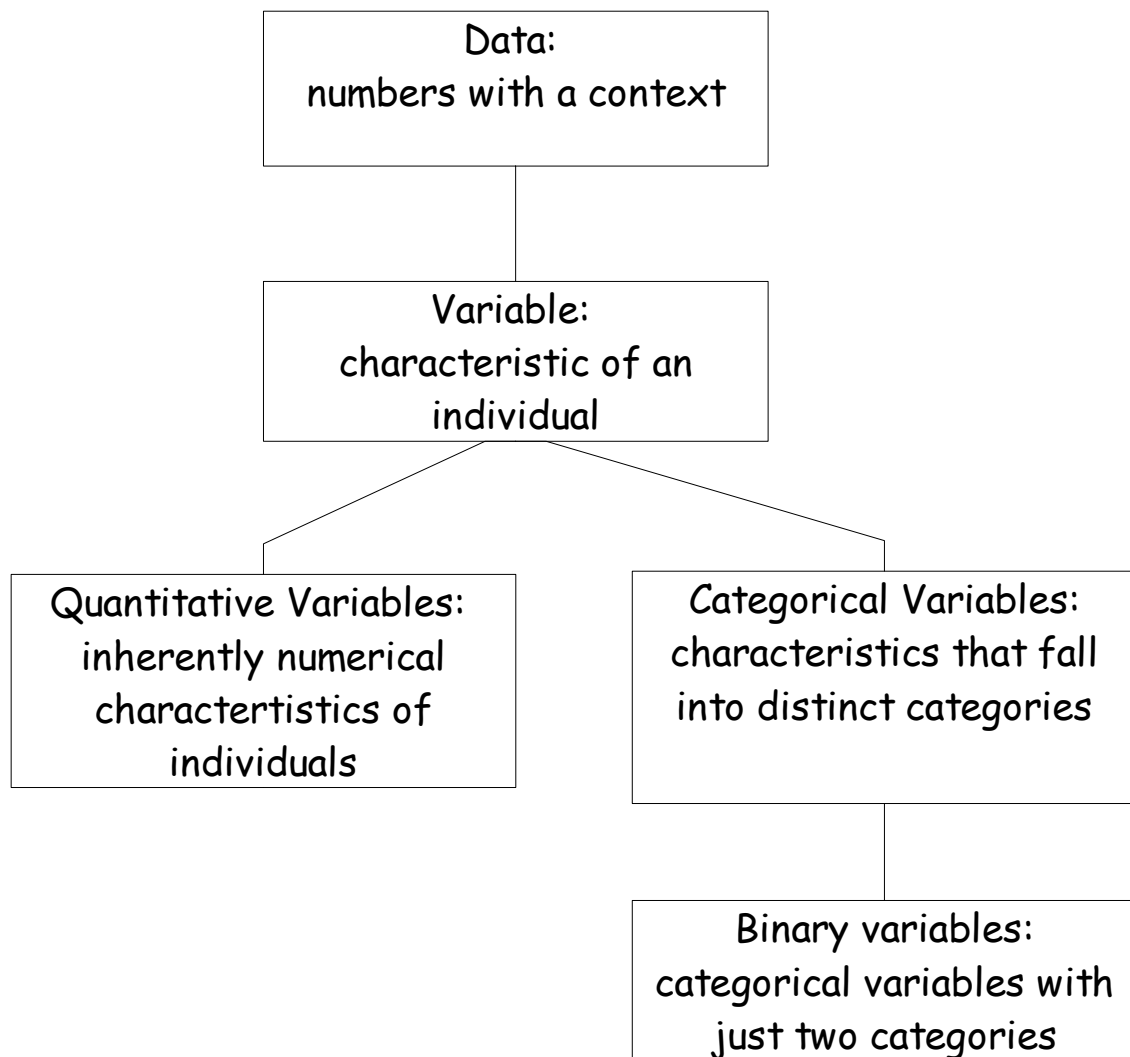 Data:
numbers with a context
Variable:
characteristic of an
individual
Quantitative Variables:
inherently numerical
charactertistics of
individuals
Categorical Variables:
characteristics that fall
into distinct categories
Binary variables:
categorical variables with
just two categories